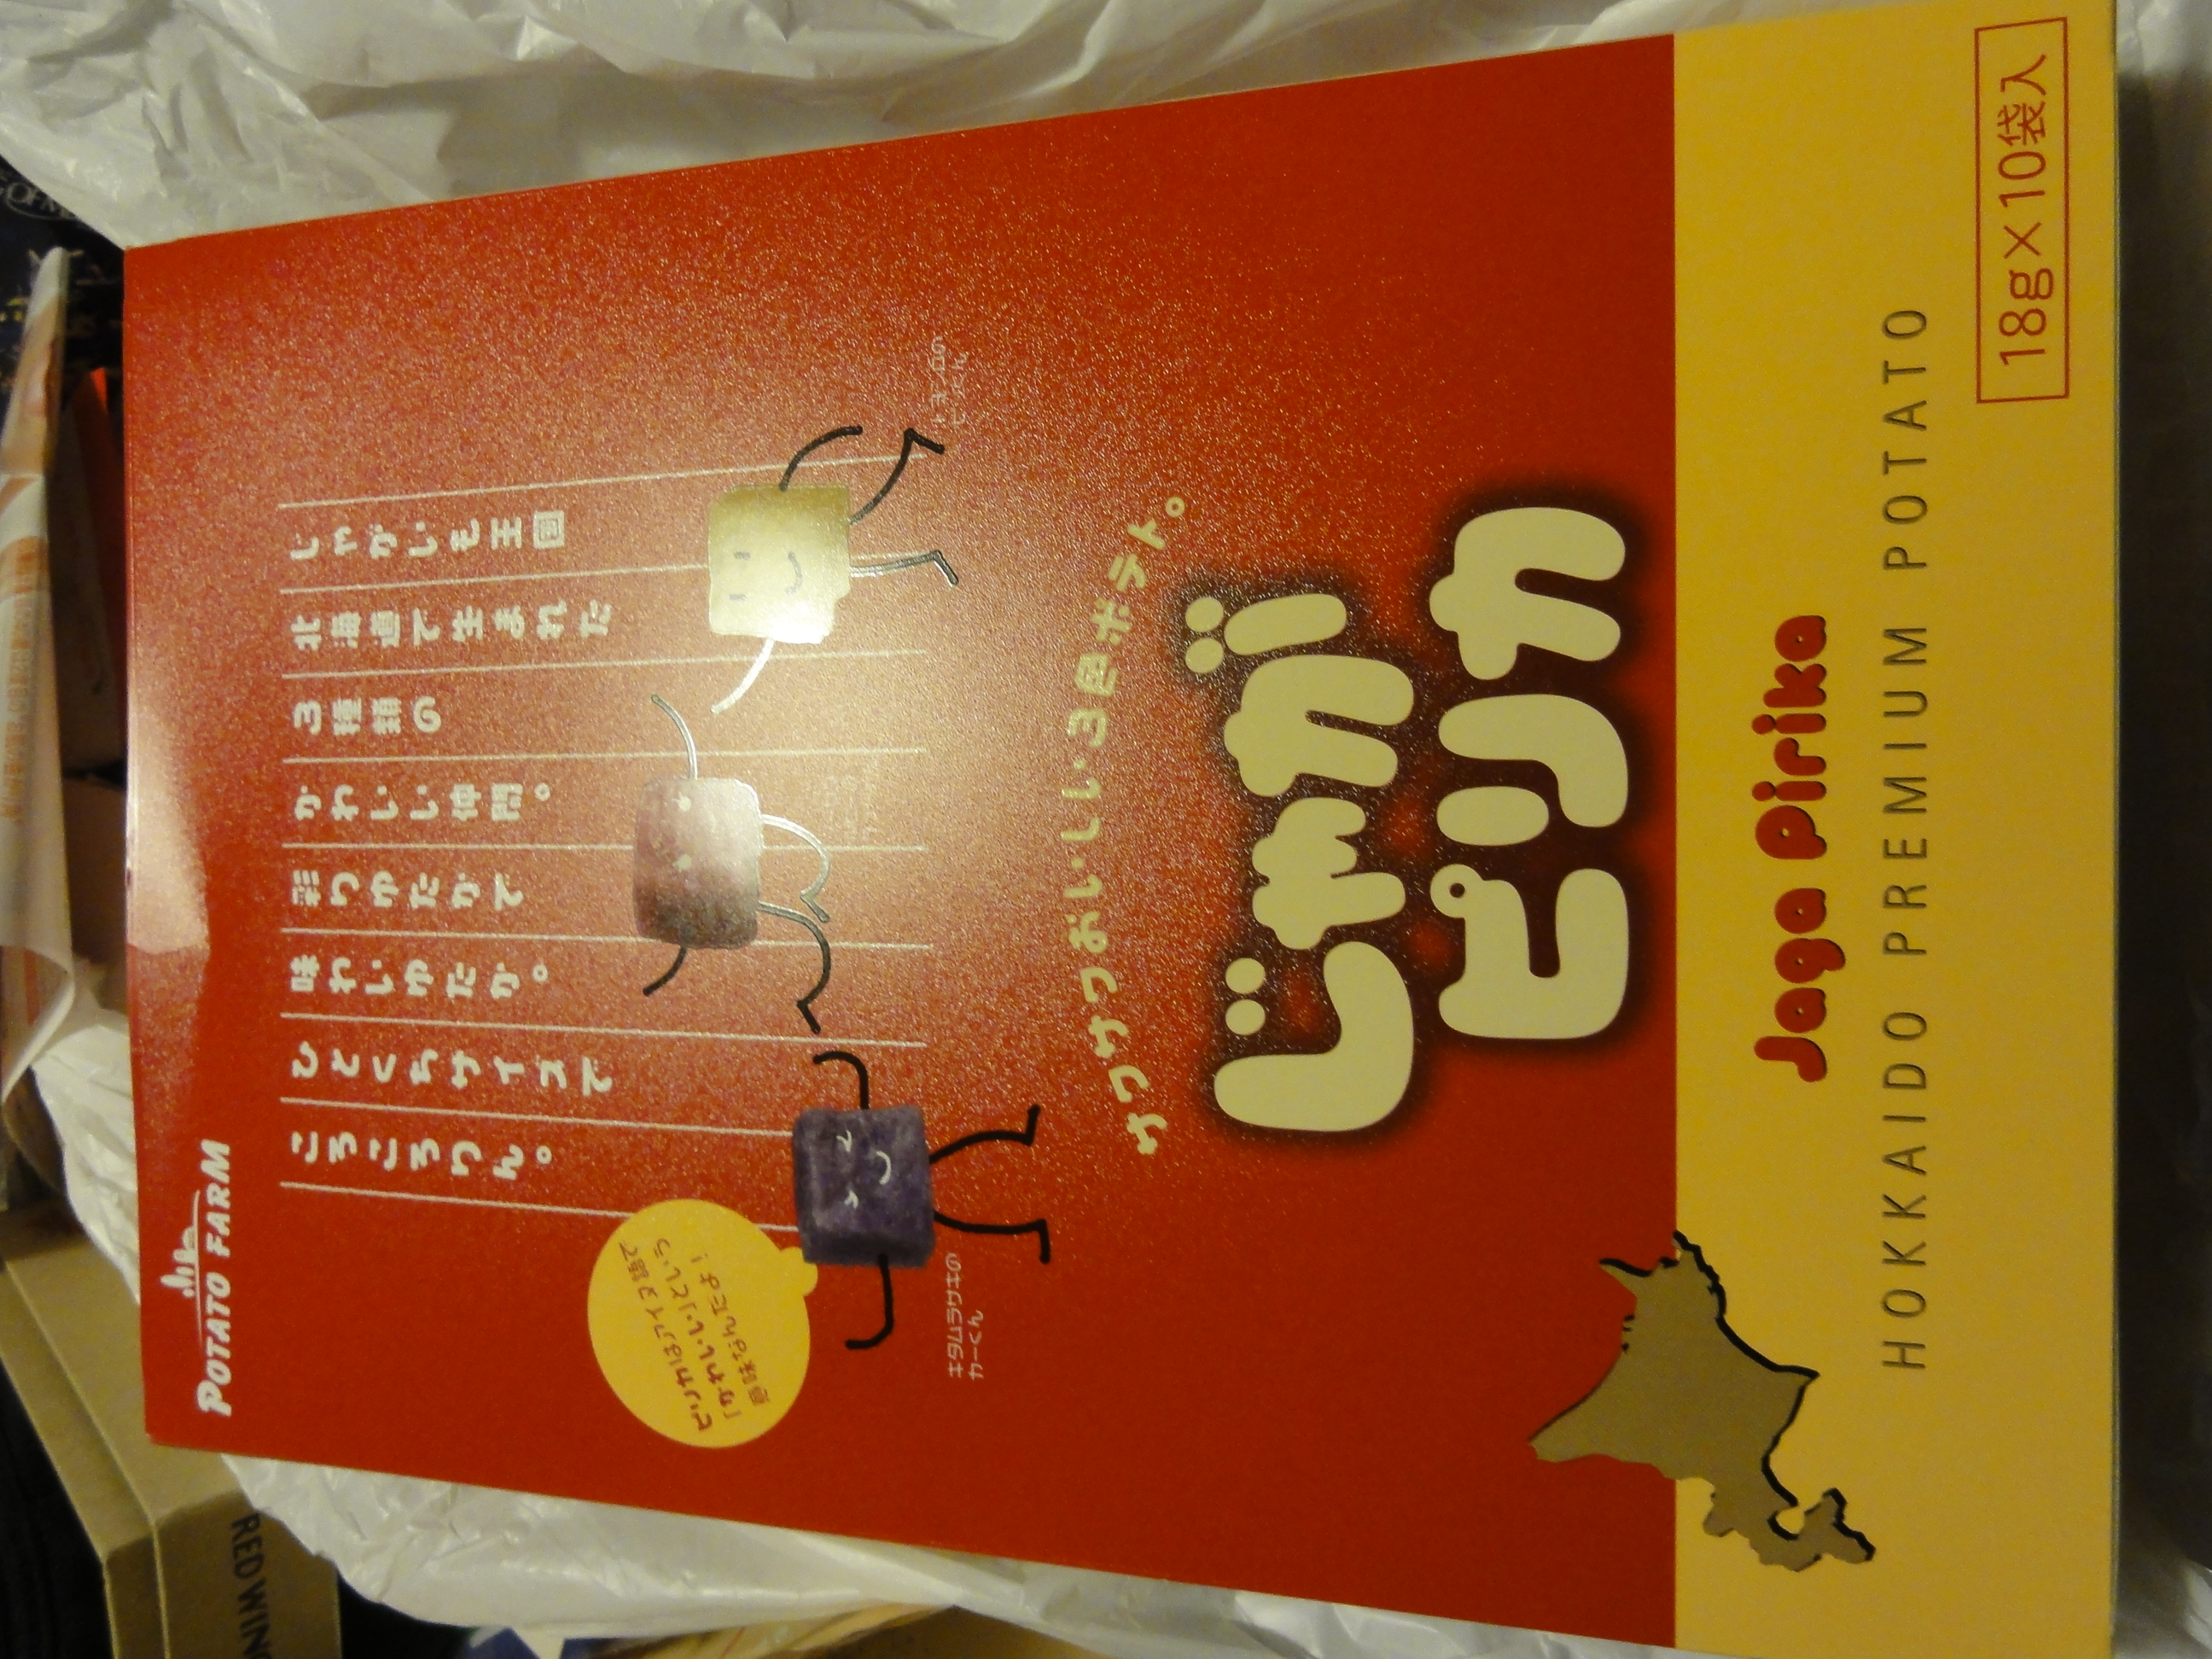 POTATO FARM
じゃがいも王国
北海道で生まれた
3種類の
かわいい仲間。
彩りゆたかで
味わいゆたか。
ひとくちサイズで
ころころりん。
ピリカはアイヌ語で
「かわいい」という
意味なんだよ!
キタムラサキの
カーくん
サクサクおいしい3色ポテト。
じゃが
ピリカ
Jaga Pirika
HOKKAIDO PREMIUM POTATO
18g×10袋入
RED WIN